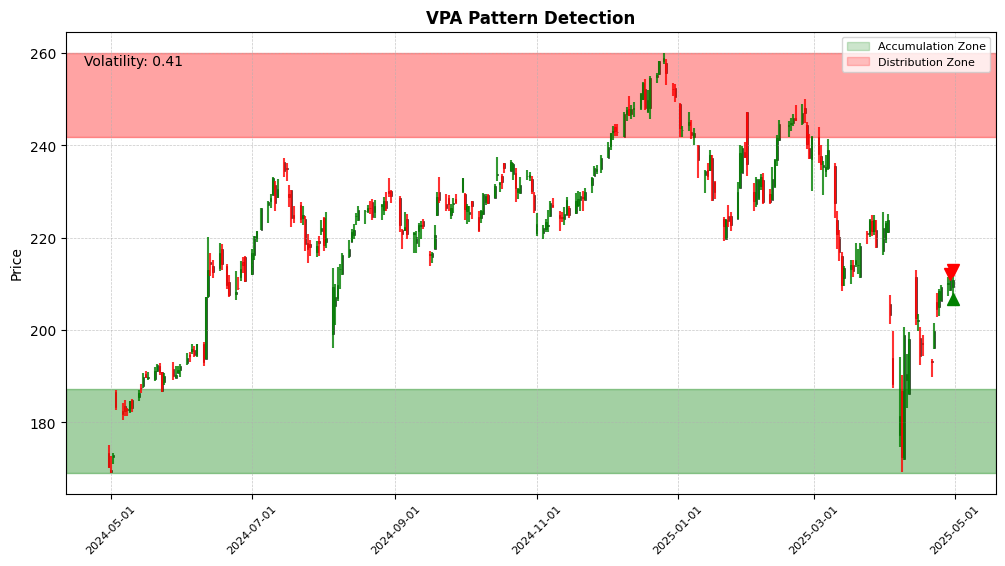 VPA Pattern Detection
Volatility: 0.41
Accumulation Zone
Distribution Zone
Price
260
240
220
200
180
2024-05-01
2024-07-01
2024-09-01
2024-11-01
2025-01-01
2025-03-01
2025-05-01